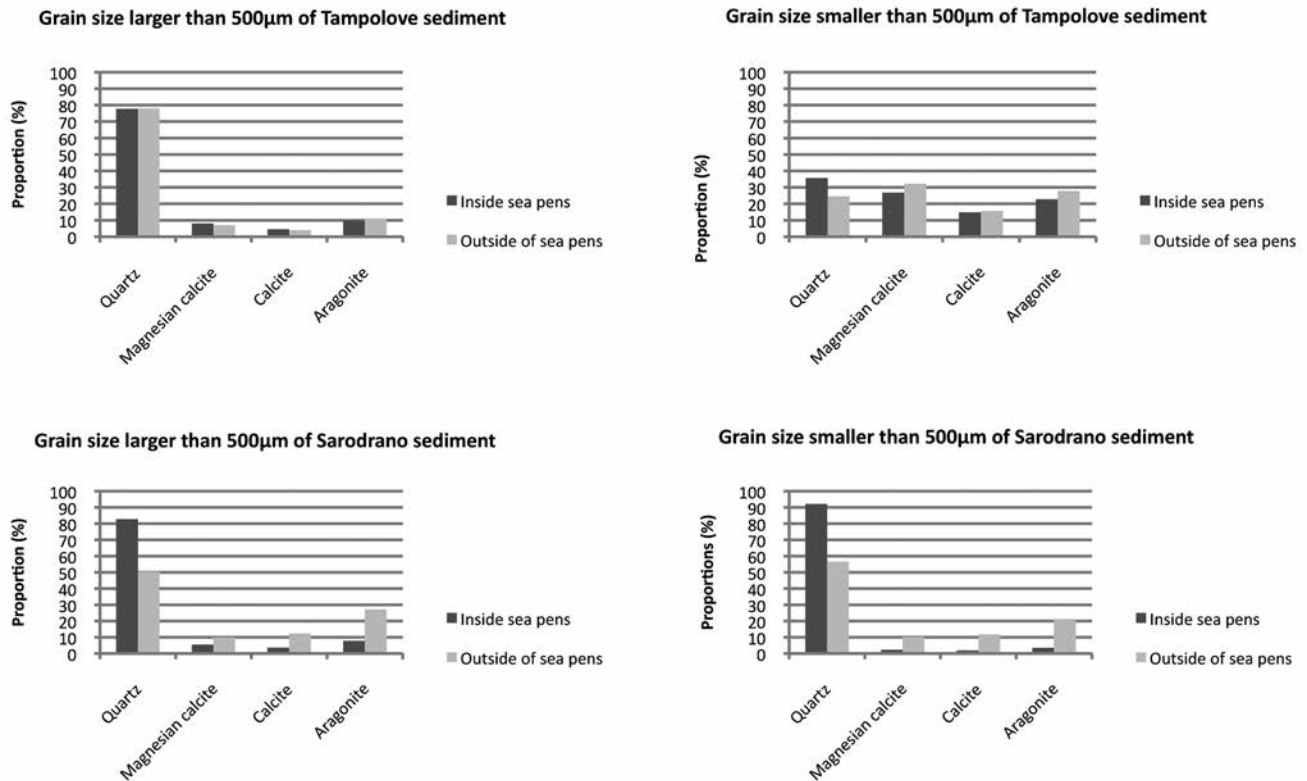 Grain size larger than 500µm of Tampolove sediment
Proportion (%)
100
90
80
70
60
50
40
30
20
10
0
Quartz
Magnesian calcite
Calcite
Aragonite
Inside sea pens
Outside of sea pens
Grain size smaller than 500µm of Tampolove sediment
Proportion (%)
100
90
80
70
60
50
40
30
20
10
0
Quartz
Magnesian calcite
Calcite
Aragonite
Inside sea pens
Outside of sea pens
Grain size larger than 500µm of Sarodrano sediment
Proportion (%)
100
90
80
70
60
50
40
30
20
10
0
Quartz
Magnesian calcite
Calcite
Aragonite
Inside sea pens
Outside of sea pens
Grain size smaller than 500µm of Sarodrano sediment
Proportions (%)
100
90
80
70
60
50
40
30
20
10
0
Quartz
Magnesian calcite
Calcite
Aragonite
Inside sea pens
Outside of sea pens